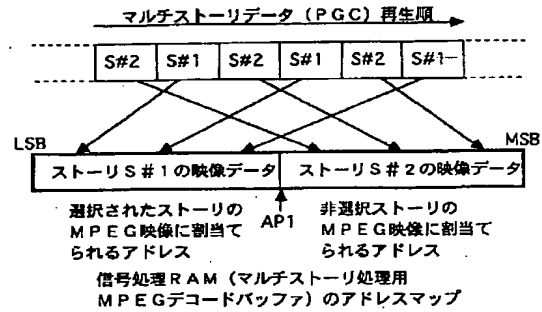 マルチストーリデータ（PGC）再生順
S#2 S#1 S#2 S#1 S#2 S#1
LSB
MSB
ストーリS#1の映像データ ストーリS#2の映像データ
選択されたストーリの
MPEG映像に割当て
られるアドレス
AP1
非選択ストーリの
MPEG映像に割当て
られるアドレス
信号処理RAM（マルチストーリ処理用
MPEGデコードバッファ）のアドレスマップ